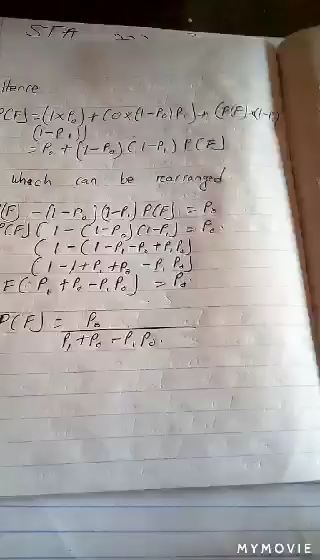 STA
Hence
P(F) = (1×P₀) + (0×(1-P₀)P₁) + (P(F)×(1-P₀)
(1-P₁))
= P₀ + (1-P₀)(1-P₁) P(F)
which can be rearranged
P(F) - (1-P₀)(1-P₁) P(F) = P₀
P(F) (1 - (1-P₀)(1-P₁) = P₀.
(1 - (1-P₁-P₀+P₁P₀)
(1-1+P₁+P₀-P₁P₀)
F(P₁+P₀-P₁P₀) = P₀
P(F) = P₀
P₁+P₀-P₁P₀.
MYMOVIE